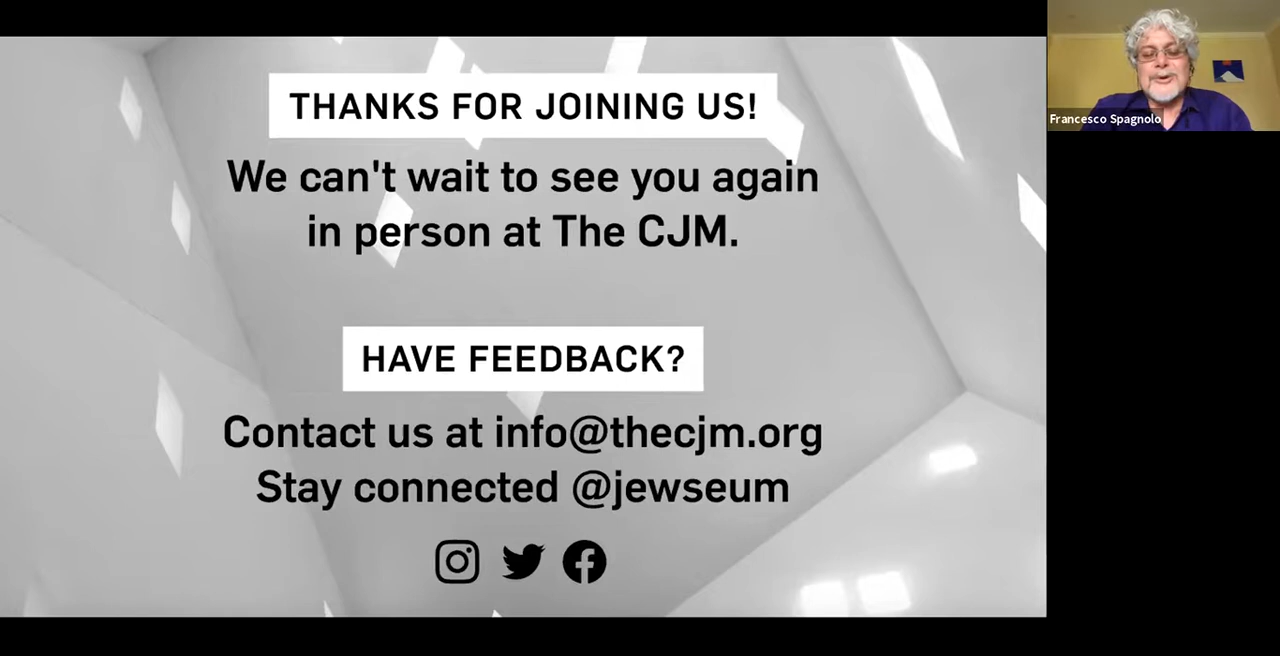 THANKS FOR JOINING US!
We can't wait to see you again
in person at The CJM.
HAVE FEEDBACK?
Contact us at info@thecjm.org
Stay connected @jewseum
Francesco Spagnolo